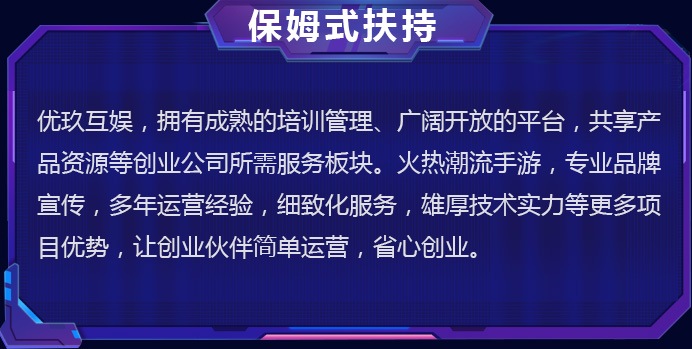 保姆式扶持
优玖互娱，拥有成熟的培训管理、广阔开放的平台，共享产
品资源等创业公司所需服务板块。火热潮流手游，专业品牌
宣传，多年运营经验，细致化服务，雄厚技术实力等更多项
目优势，让创业伙伴简单运营，省心创业。